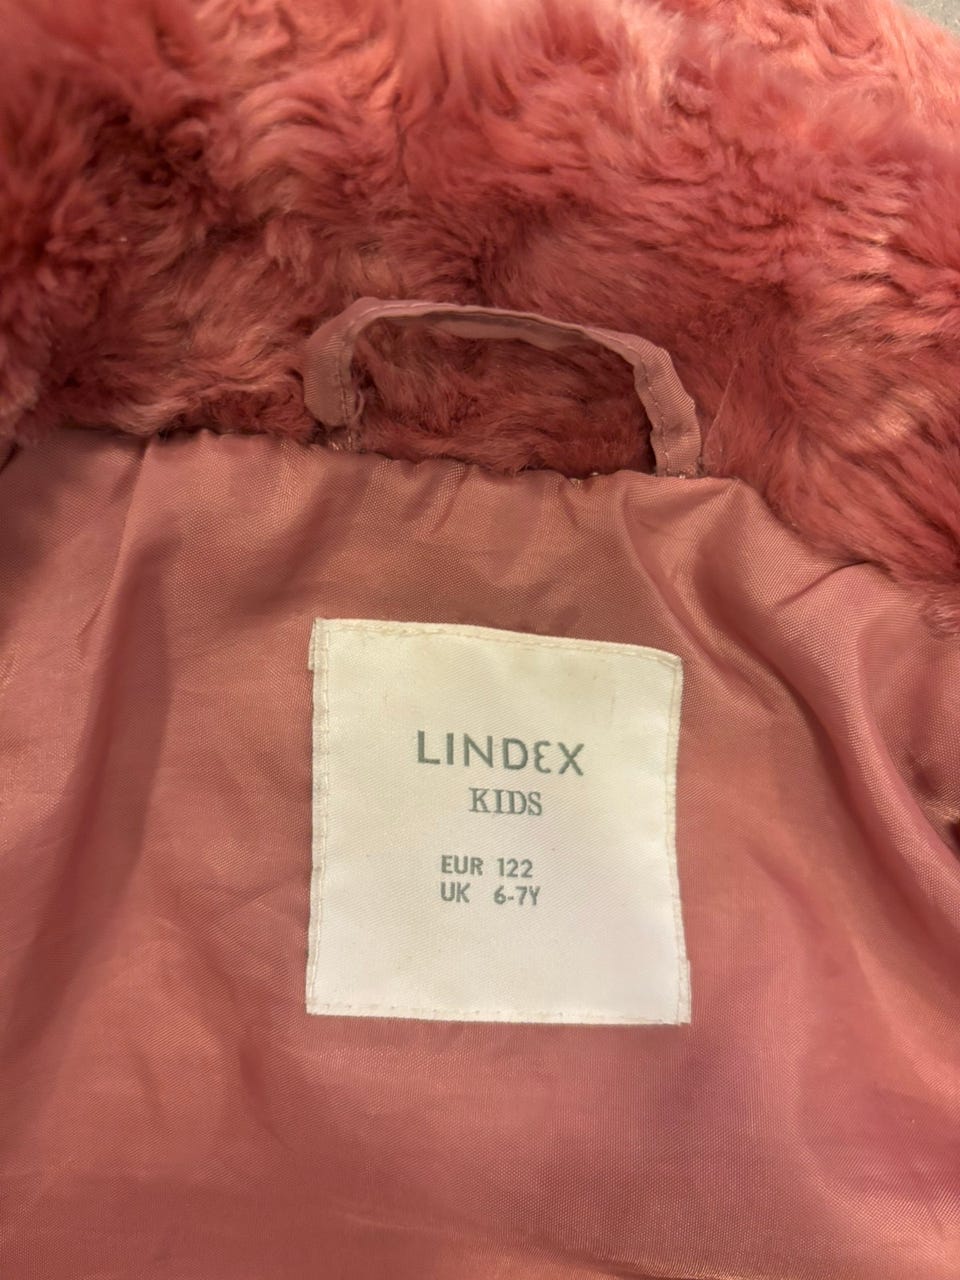 LINDEX
KIDS
EUR 122
UK 6-7Y